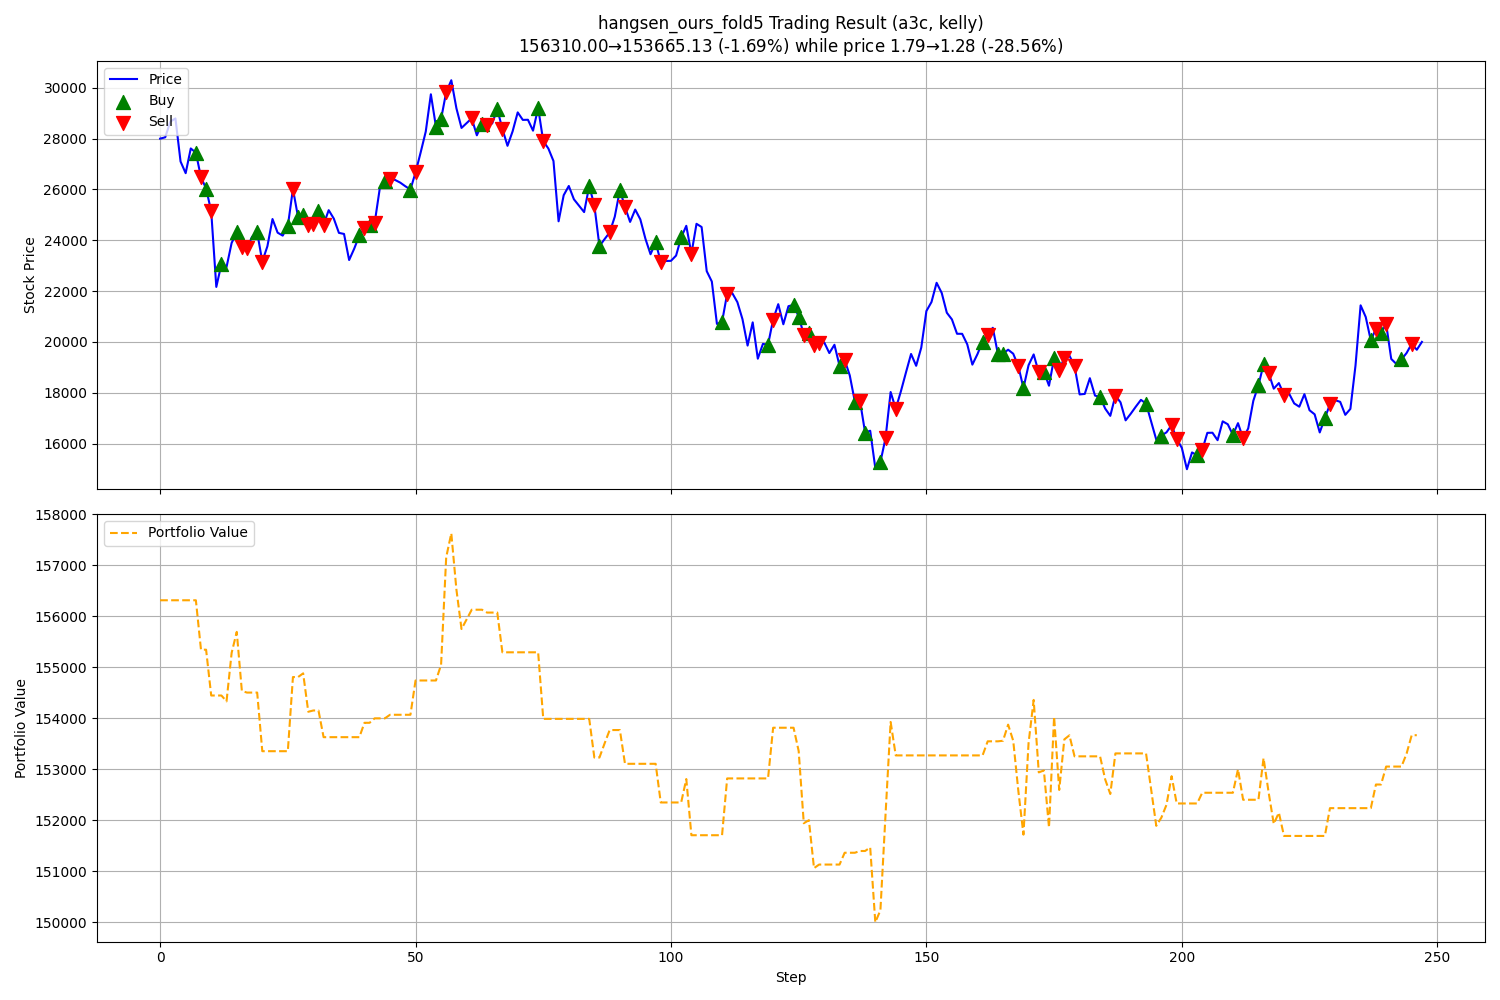 hangsen_ours_fold5 Trading Result (a3c, kelly)
156310.00→153665.13 (-1.69%) while price 1.79→1.28 (-28.56%)
Price
Buy
Sell
Stock Price
30000
28000
26000
24000
22000
20000
18000
16000
Portfolio Value
Portfolio Value
158000
157000
156000
155000
154000
153000
152000
151000
150000
0 50 100 150 200 250
Step